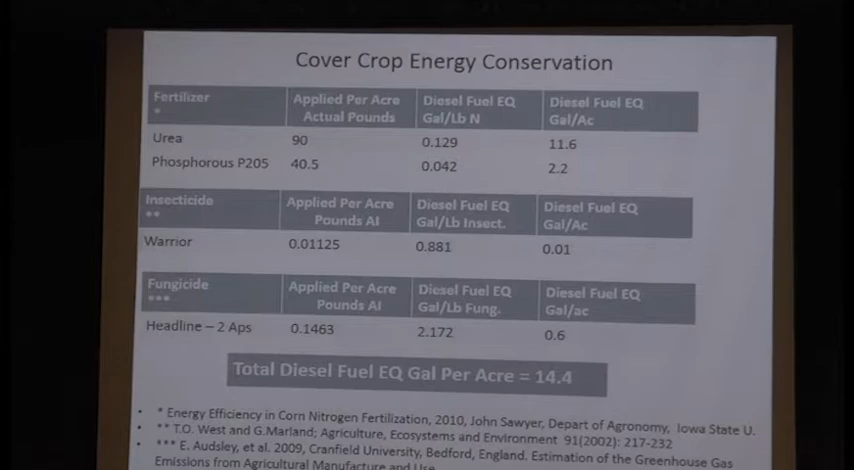 Cover Crop Energy Conservation
Fertilizer Applied Per Acre Diesel Fuel EQ Diesel Fuel EQ
* Actual Pounds Gal/Lb N Gal/Ac
Urea 90 0.129 11.6
Phosphorous P205 40.5 0.042 2.2
Insecticide Applied Per Acre Diesel Fuel EQ Diesel Fuel EQ
** Pounds AI Gal/Lb Insect. Gal/Ac
Warrior 0.01125 0.881 0.01
Fungicide Applied Per Acre Diesel Fuel EQ Diesel Fuel EQ
*** Pounds AI Gal/Lb Fung. Gal/ac
Headline – 2 Aps 0.1463 2.172 0.6
Total Diesel Fuel EQ Gal Per Acre = 14.4
• * Energy Efficiency in Corn Nitrogen Fertilization, 2010, John Sawyer, Depart of Agronomy, Iowa State U.
• ** T.O. West and G.Marland; Agriculture, Ecosystems and Environment 91(2002): 217-232
• *** E. Audsley, et al. 2009, Cranfield University, Bedford, England. Estimation of the Greenhouse Gas
Emissions from Agricultural Manufacture and Use